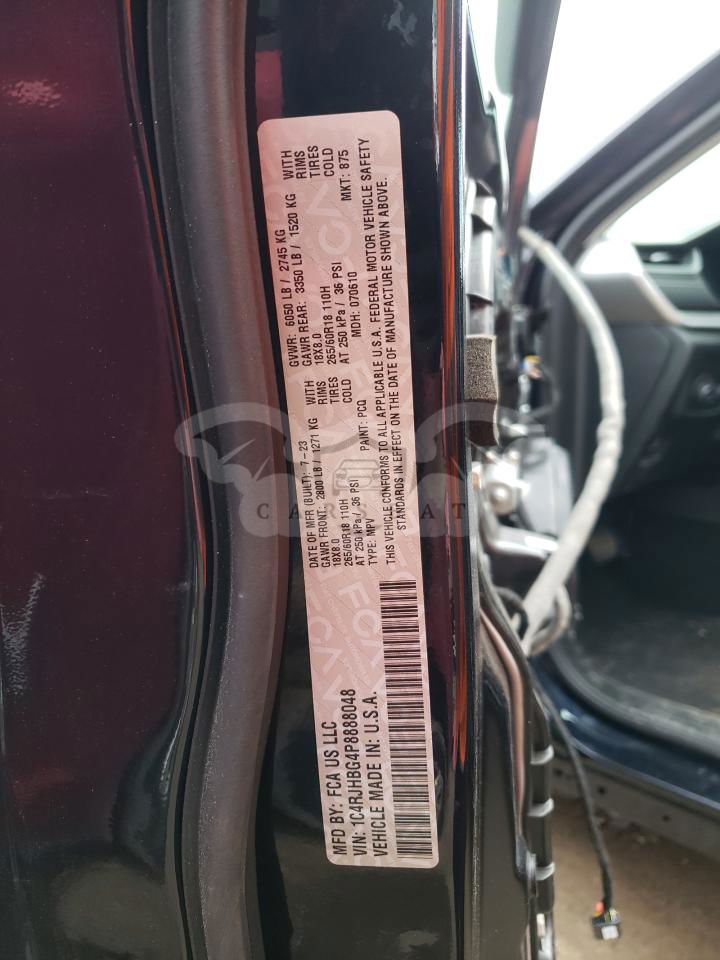 MFD BY: FCA US LLC
DATE OF MFR (BUILT): 7-23
GVWR: 6050 LB / 2745 KG
VIN: 1C4RJHBG4P8888048
GAWR FRONT: 2800 LB / 1271 KG WITH
18X8.0 RIMS
265/60R18 110H TIRES
AT 250 kPa / 36 PSI COLD
GAWR REAR: 3350 LB / 1520 KG WITH
18X8.0 RIMS
265/60R18 110H TIRES
AT 250 kPa / 36 PSI COLD
VEHICLE MADE IN: U.S.A.
TYPE: MPV PAINT: PCQ MDH: 070610 MKT: 875
THIS VEHICLE CONFORMS TO ALL APPLICABLE U.S.A. FEDERAL MOTOR VEHICLE SAFETY
STANDARDS IN EFFECT ON THE DATE OF MANUFACTURE SHOWN ABOVE.